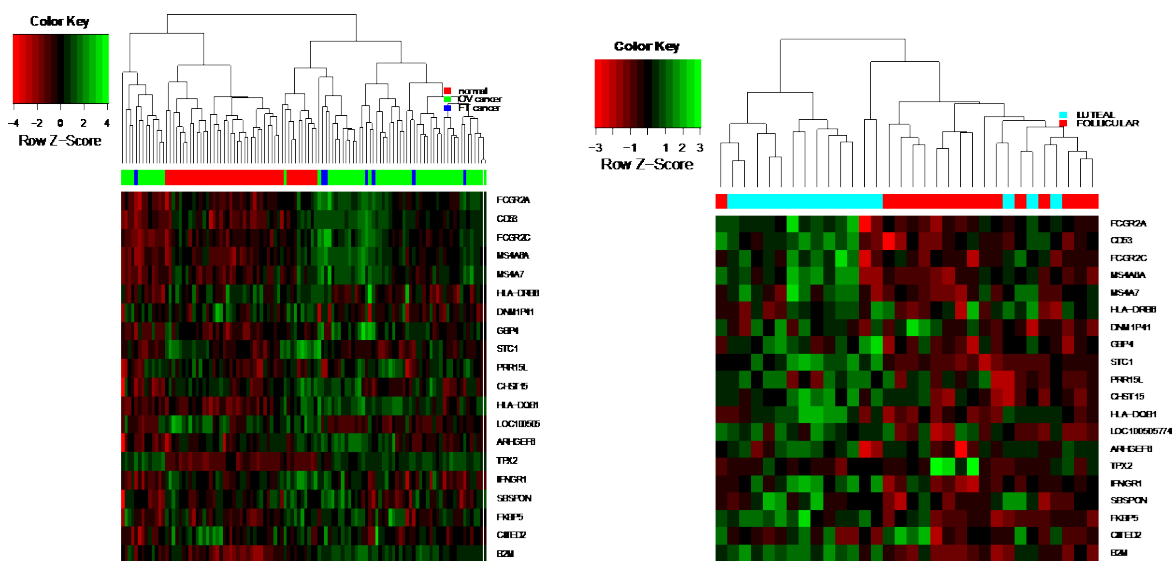 Color Key
-4 -2 0 2 4
Row Z-Score
normal
OV cancer
FT cancer
FCGR2A
CD53
FCGR2C
MS4A6A
MS4A7
HLA-DRB6
DNM1P41
GBP4
STC1
PRR15L
CHST15
HLA-DQB1
LOC100505
ARHGEF6
TPX2
IFNGR1
SBSPON
FKBP5
CITED2
B2M
Color Key
-3 -1 1 2 3
Row Z-Score
LUTEAL
FOLLICULAR
FCGR2A
CD53
FCGR2C
MS4A6A
MS4A7
HLA-DRB6
DNM1P41
GBP4
STC1
PRR15L
CHST15
HLA-DQB1
LOC100505774
ARHGEF6
TPX2
IFNGR1
SBSPON
FKBP5
CITED2
B2M